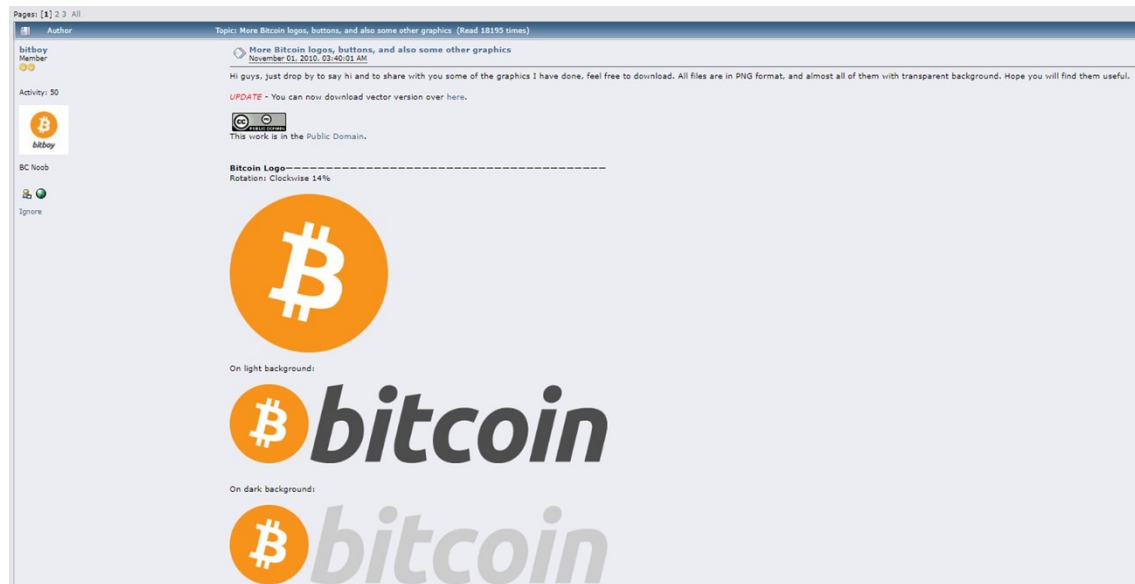 Pages: [1] 2 3 All
Author Topic: More Bitcoin logos, buttons, and also some other graphics (Read 18195 times)
bitboy
Member
Activity: 50
bitboy
BC Noob
Ignore
More Bitcoin logos, buttons, and also some other graphics
November 01, 2010, 03:40:01 AM
Hi guys, just drop by to say hi and to share with you some of the graphics I have done, feel free to download. All files are in PNG format, and almost all of them with transparent background. Hope you will find them useful.
UPDATE - You can now download vector version over here.
PUBLIC DOMAIN
This work is in the Public Domain.
Bitcoin Logo————————————————————————————————————————
Rotation: Clockwise 14%
On light background:
bitcoin
On dark background:
bitcoin